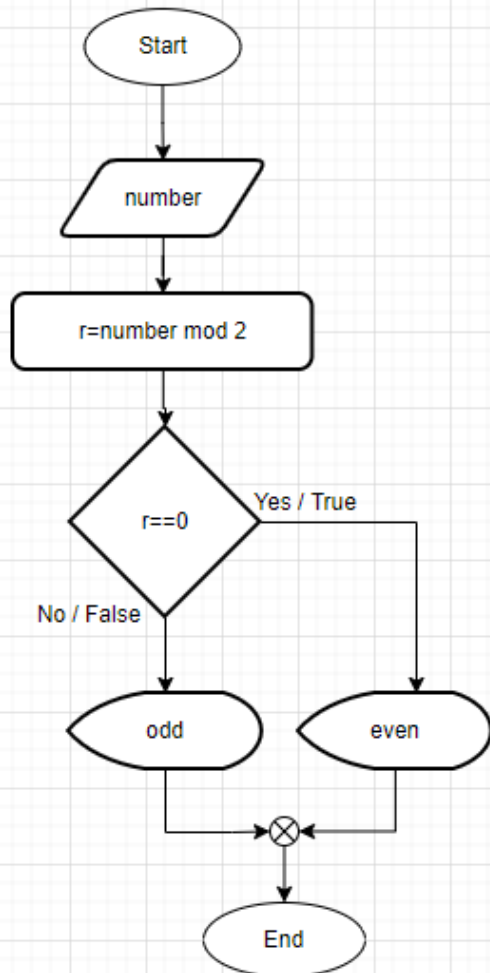 Start
number
r=number mod 2
r==0
Yes / True
No / False
odd
even
End